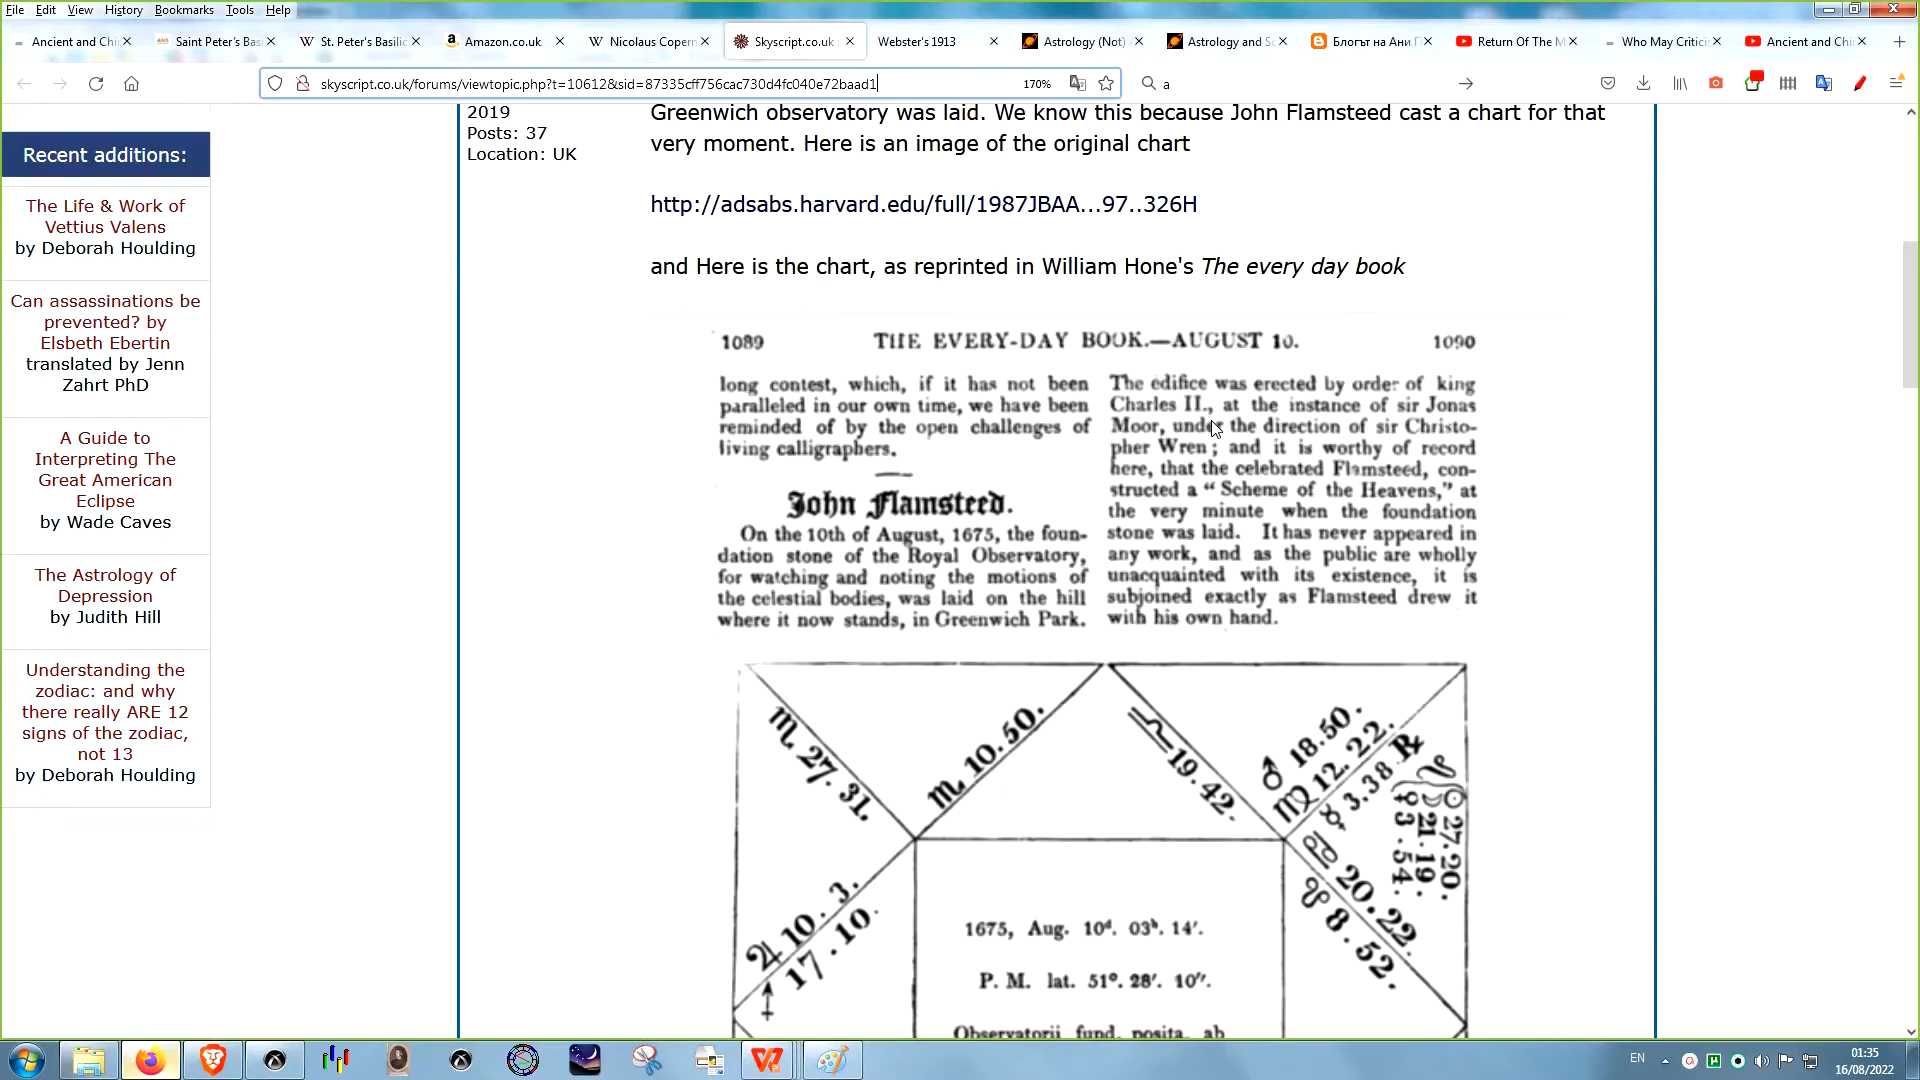 File Edit View History Bookmarks Tools Help
Ancient and Chi
Saint Peter's Bas
St. Peter's Basilic
Amazon.co.uk
Nicolaus Copern
Skyscript.co.uk
Webster's 1913
Astrology (Not)
Astrology and S
Блогът на Ани
Return Of The M
Who May Critici
Ancient and Chi
skyscript.co.uk/forums/viewtopic.php?t=10612&sid=87335cff756cac730d4fc040e72baad1
170%
a
Recent additions:
The Life & Work of
Vettius Valens
by Deborah Houlding
Can assassinations be
prevented? by
Elsbeth Ebertin
translated by Jenn
Zahrt PhD
A Guide to
Interpreting The
Great American
Eclipse
by Wade Caves
The Astrology of
Depression
by Judith Hill
Understanding the
zodiac: and why
there really ARE 12
signs of the zodiac,
not 13
by Deborah Houlding
2019
Posts: 37
Location: UK
Greenwich observatory was laid. We know this because John Flamsteed cast a chart for that
very moment. Here is an image of the original chart
http://adsabs.harvard.edu/full/1987JBAA...97..326H
and Here is the chart, as reprinted in William Hone's The every day book
1089 THE EVERY-DAY BOOK.—AUGUST 10. 1090
long contest, which, if it has not been
paralleled in our own time, we have been
reminded of by the open challenges of
living calligraphers.
John Flamsteed.
On the 10th of August, 1675, the foun-
dation stone of the Royal Observatory,
for watching and noting the motions of
the celestial bodies, was laid on the hill
where it now stands, in Greenwich Park.
The edifice was erected by order of king
Charles II., at the instance of sir Jonas
Moor, under the direction of sir Christo-
pher Wren; and it is worthy of record
here, that the celebrated Flamsteed, con-
structed a “Scheme of the Heavens,” at
the very minute when the foundation
stone was laid. It has never appeared in
any work, and as the public are wholly
unacquainted with its existence, it is
subjoined exactly as Flamsteed drew it
with his own hand.
♏ 27. 31.
♏ 10. 50.
♎ 19. 42.
♂ 18. 50.
♍ 12. 22.
☿ 3. 38 ℞
♌
☉ 27. 20.
☽ 21. 19.
♀ 3. 54.
♋ 20. 22.
♌ 8. 52.
♃ 10. 3.
♐ 17. 10.
1675, Aug. 10d. 03h. 14′.
P. M. lat. 51°. 28′. 10″.
Observatorii fund. posita. ab
EN
01:35
16/08/2022